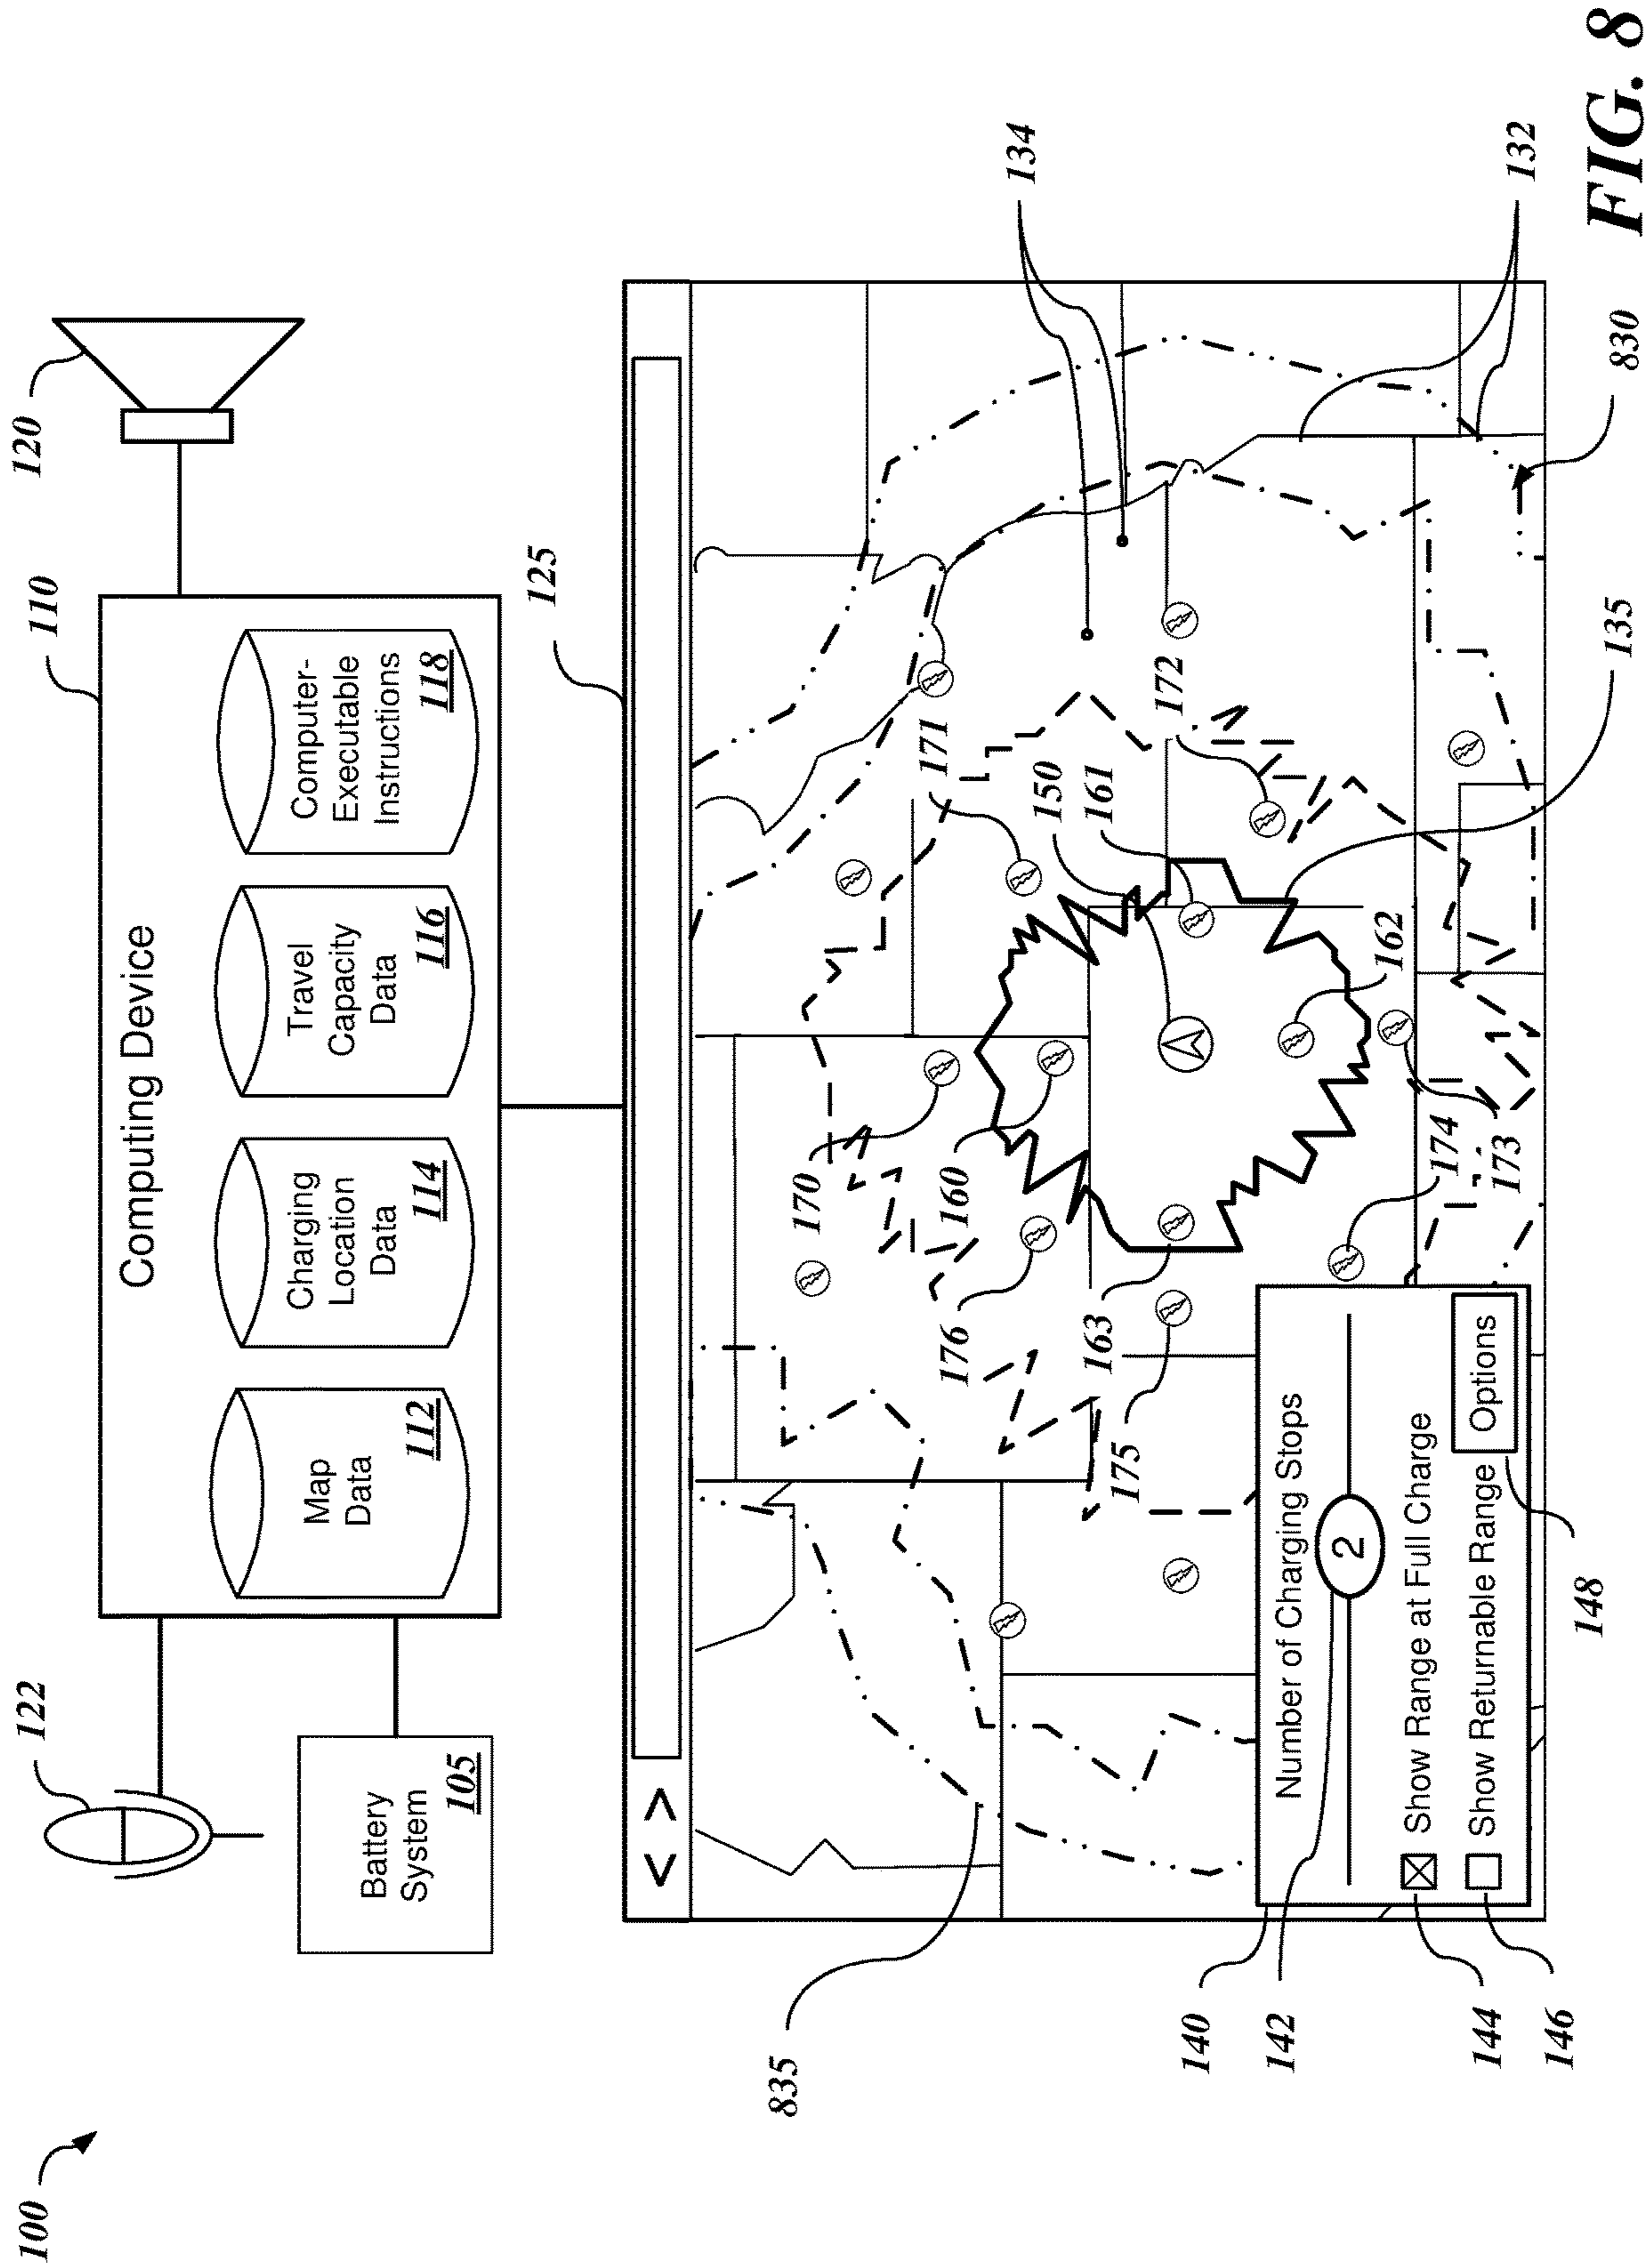 100
122
Battery
System
105
110
Computing Device
Map
Data
112
Charging
Location
Data
114
Travel
Capacity
Data
116
Computer-
Executable
Instructions
118
120
125
< >
835
170
160
176
163
175
171
150
161
172
134
132
162
174
173
135
830
140
142
144
146
148
Number of Charging Stops
2
Show Range at Full Charge
Show Returnable Range
Options
FIG. 8